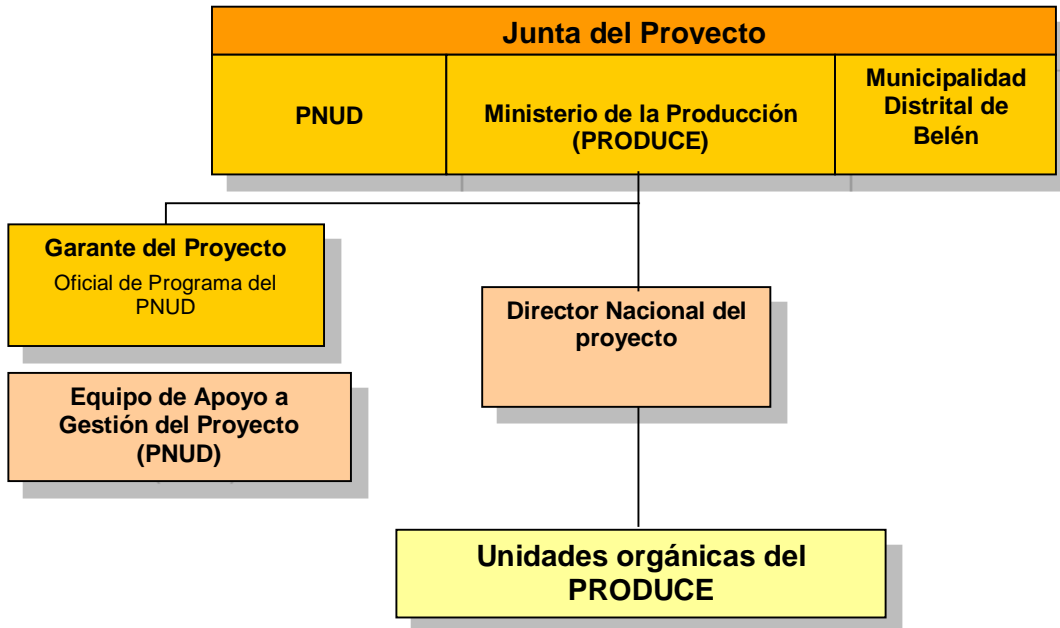 Junta del Proyecto
PNUD
Ministerio de la Producción
(PRODUCE)
Municipalidad
Distrital de
Belén
Garante del Proyecto
Oficial de Programa del
PNUD
Director Nacional del
proyecto
Equipo de Apoyo a
Gestión del Proyecto
(PNUD)
Unidades orgánicas del
PRODUCE